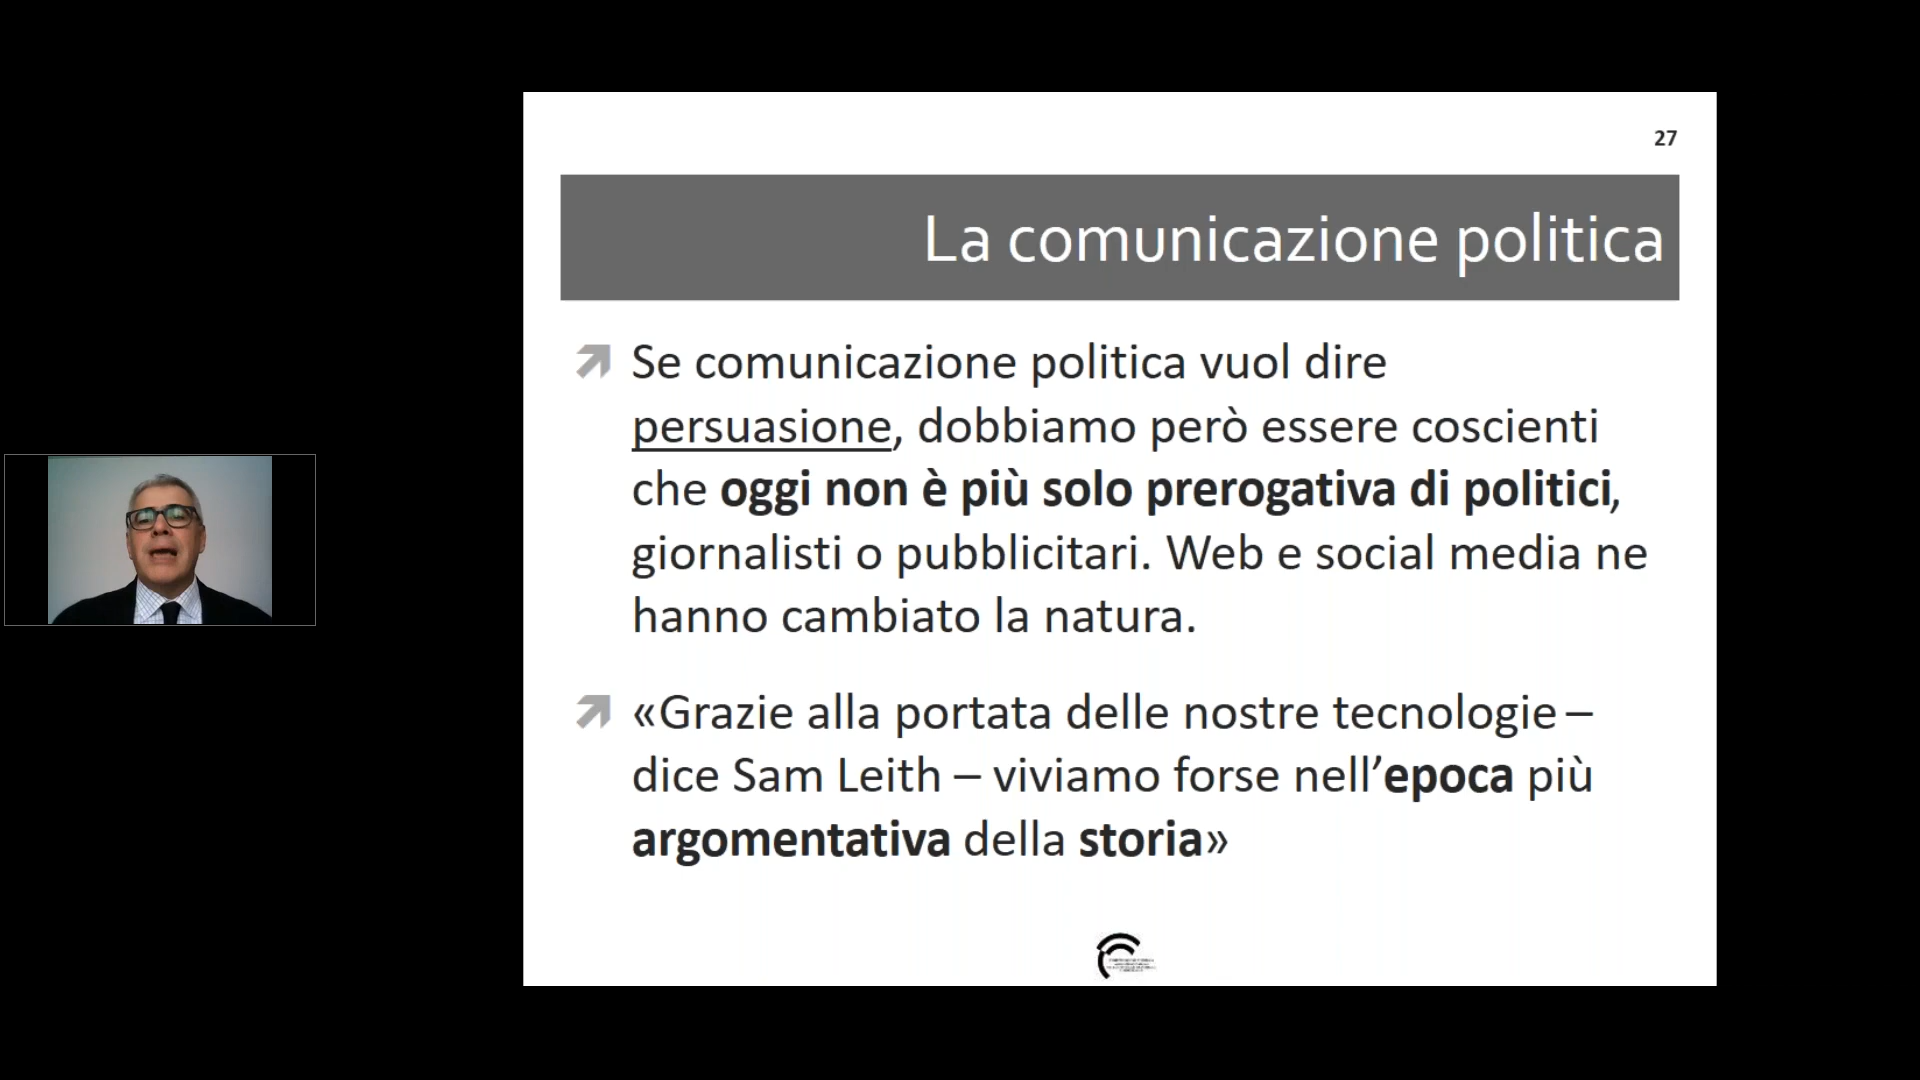 27
La comunicazione politica
Se comunicazione politica vuol dire
persuasione, dobbiamo però essere coscienti
che oggi non è più solo prerogativa di politici,
giornalisti o pubblicitari. Web e social media ne
hanno cambiato la natura.
«Grazie alla portata delle nostre tecnologie –
dice Sam Leith – viviamo forse nell’epoca più
argomentativa della storia»